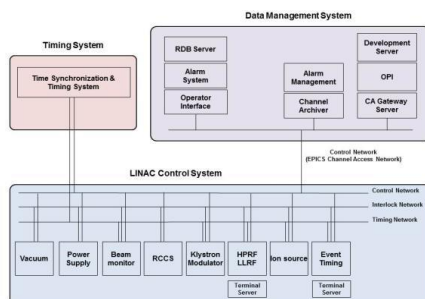 Data Management System
Timing System
Time Synchronization &
Timing System
RDB Server
Alarm
System
Operator
Interface
Alarm
Management
Channel
Archiver
Development
Server
OPI
CA Gateway
Server
Control Network
(EPICS Channel Access Network)
LINAC Control System
Control Network
Interlock Network
Timing Network
Vacuum
Power
Supply
Beam
monitor
RCCS
Klystron
Modulator
HPRF
LLRF
Ion source
Event
Timing
Terminal
Server
Terminal
Server